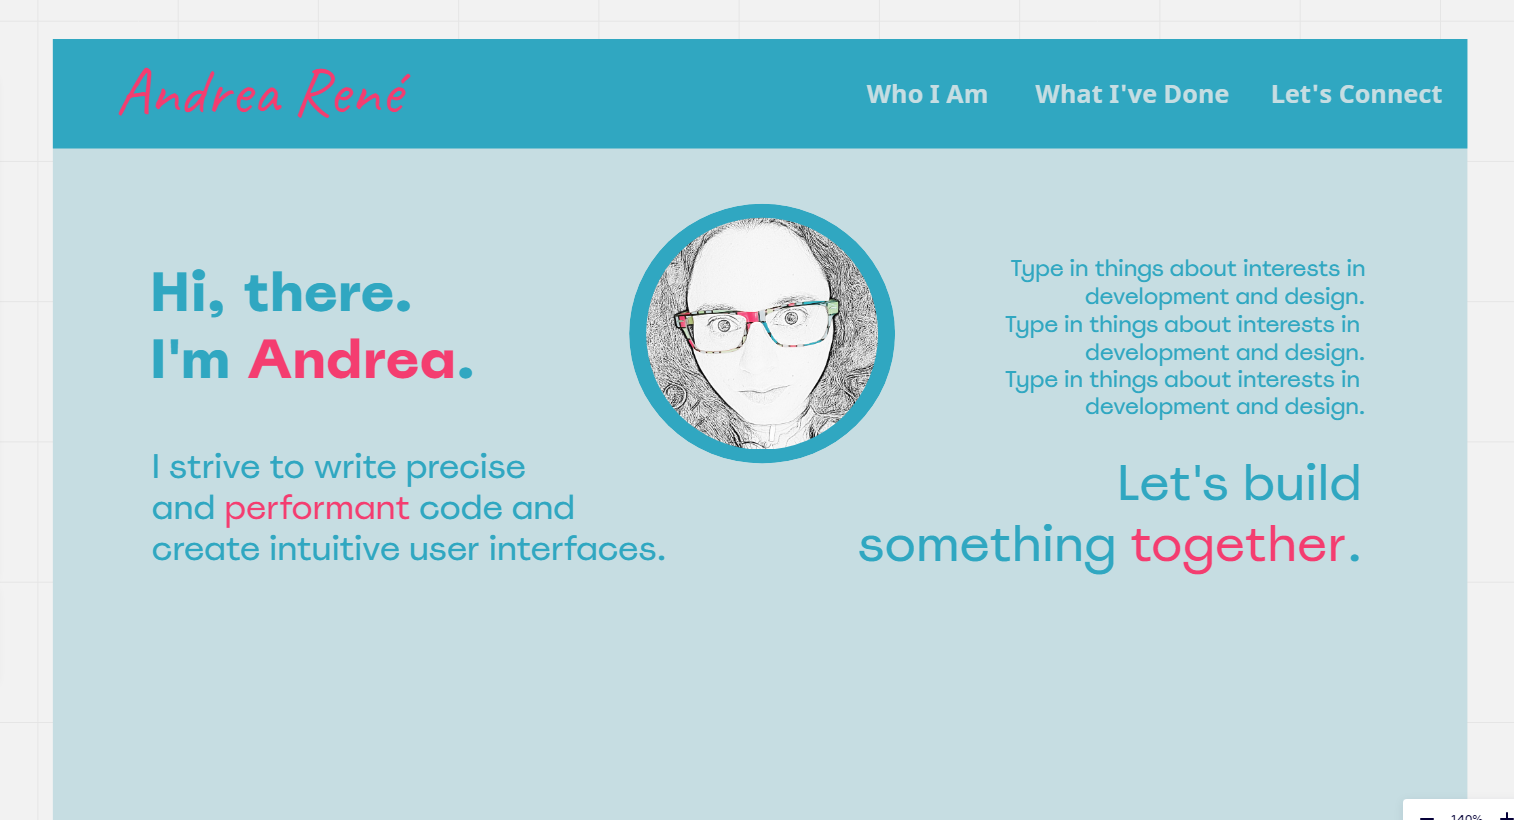 Andrea René
Who I Am
What I've Done
Let's Connect
Hi, there.
I'm Andrea.
I strive to write precise
and performant code and
create intuitive user interfaces.
Type in things about interests in
development and design.
Type in things about interests in
development and design.
Type in things about interests in
development and design.
Let's build
something together.
140%